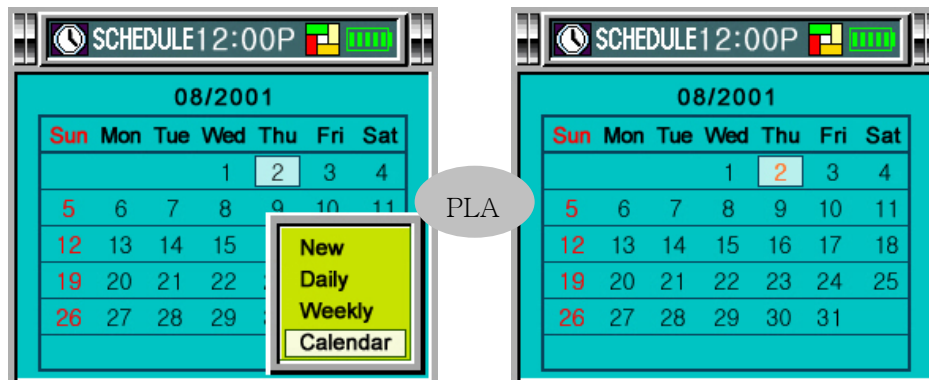 SCHEDULE 12:00P
08/2001
Sun Mon Tue Wed Thu Fri Sat
1 2 3 4
5 6 7 8 9 10 11
12 13 14 15
19 20 21 22
26 27 28 29
New
Daily
Weekly
Calendar
PLA
SCHEDULE 12:00P
08/2001
Sun Mon Tue Wed Thu Fri Sat
1 2 3 4
5 6 7 8 9 10 11
12 13 14 15 16 17 18
19 20 21 22 23 24 25
26 27 28 29 30 31